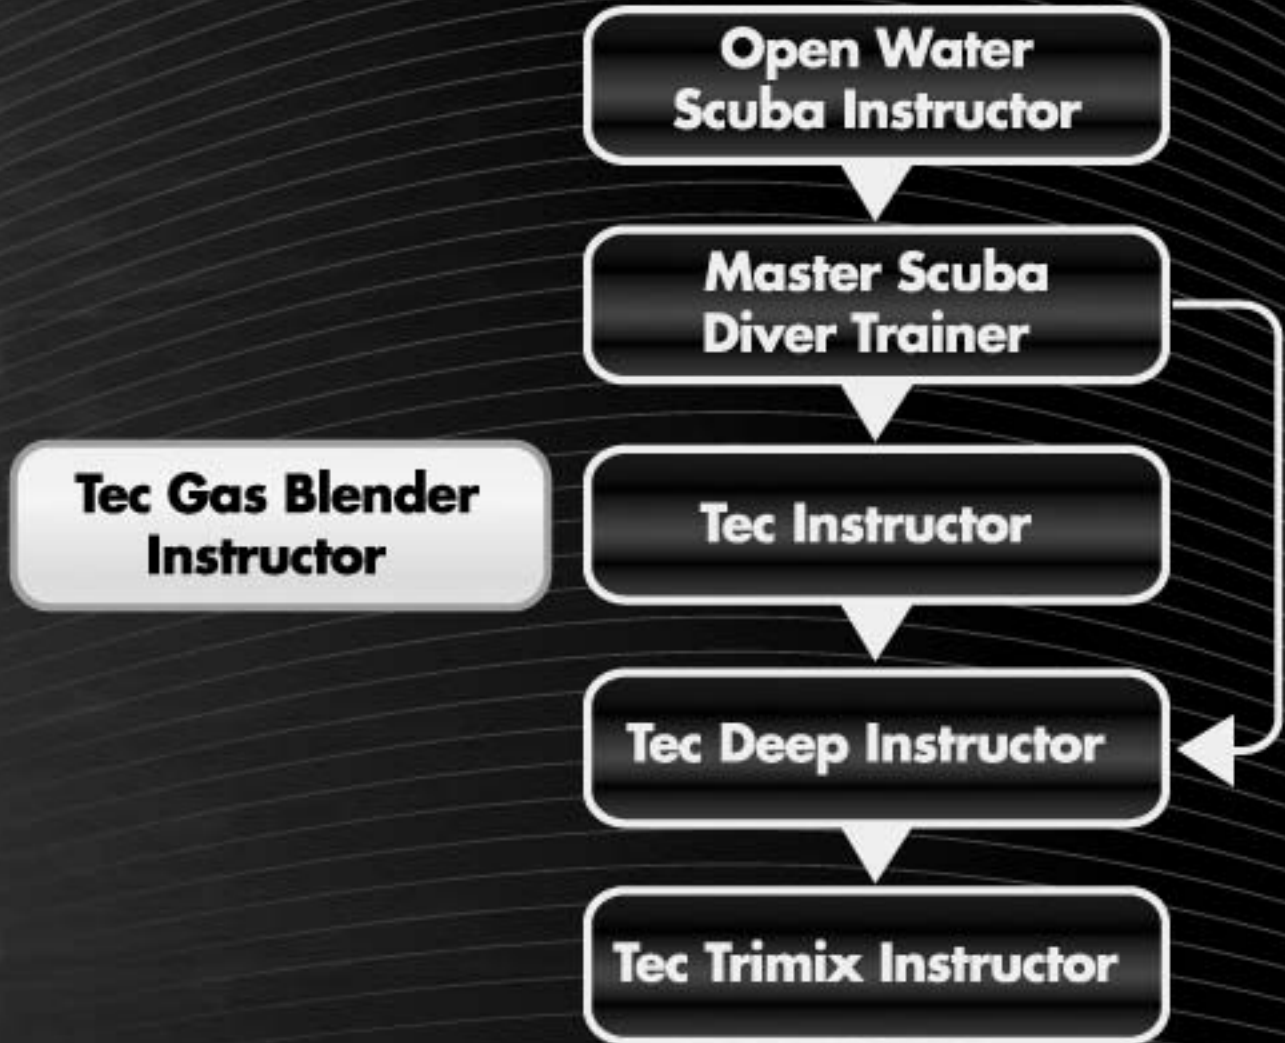 Open Water
Scuba Instructor
Master Scuba
Diver Trainer
Tec Gas Blender
Instructor
Tec Instructor
Tec Deep Instructor
Tec Trimix Instructor